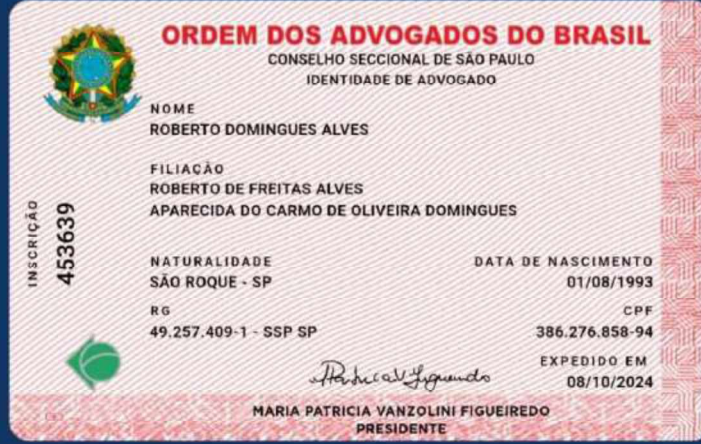 ORDEM DOS ADVOGADOS DO BRASIL
CONSELHO SECCIONAL DE SÃO PAULO
IDENTIDADE DE ADVOGADO
NOME
ROBERTO DOMINGUES ALVES
FILIAÇÃO
ROBERTO DE FREITAS ALVES
APARECIDA DO CARMO DE OLIVEIRA DOMINGUES
INSCRIÇÃO
453639
NATURALIDADE
SÃO ROQUE - SP
DATA DE NASCIMENTO
01/08/1993
RG
49.257.409-1 - SSP SP
CPF
386.276.858-94
EXPEDIDO EM
08/10/2024
MARIA PATRICIA VANZOLINI FIGUEIREDO
PRESIDENTE